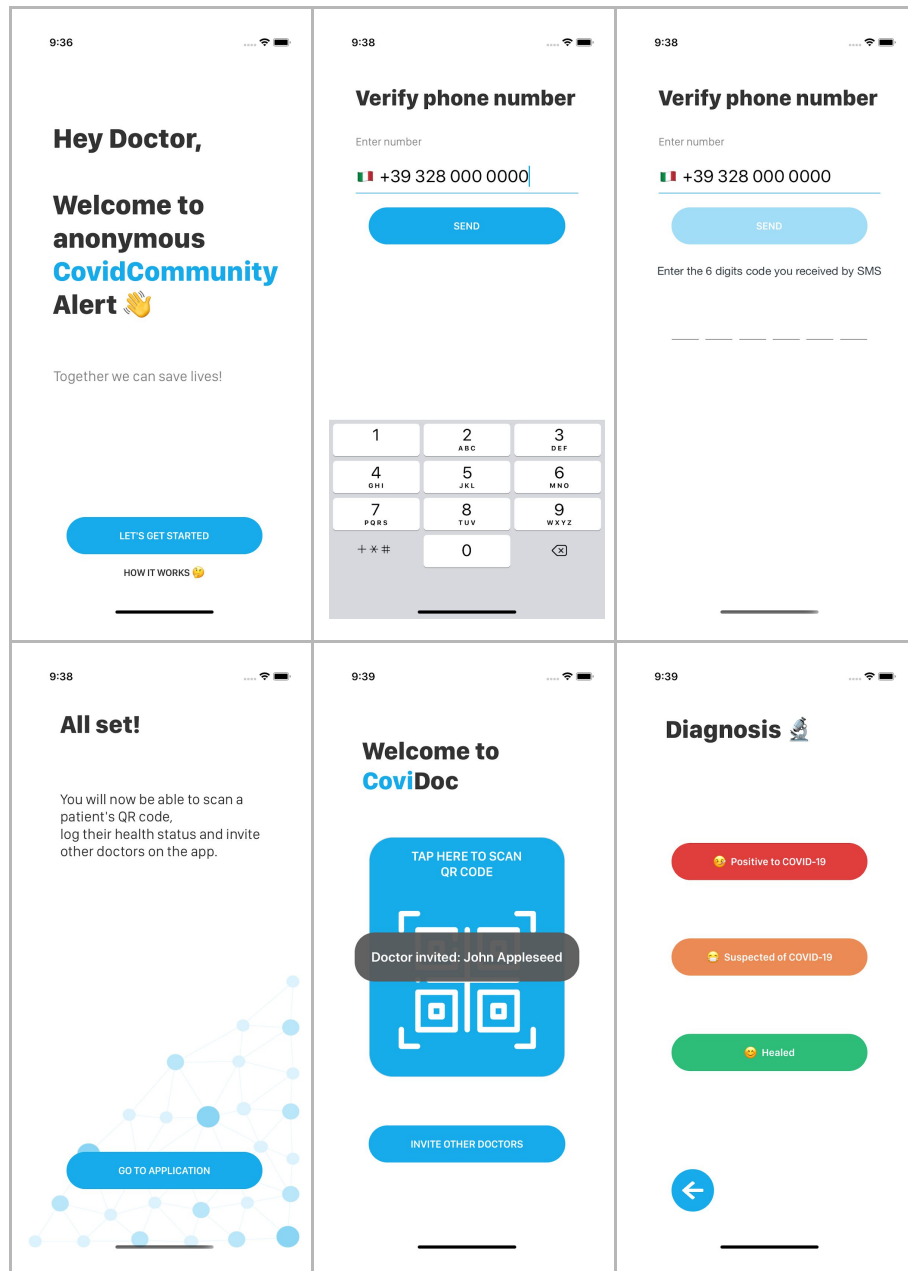 9:36
Hey Doctor,
Welcome to
anonymous
CovidCommunity
Alert 👋
Together we can save lives!
LET'S GET STARTED
HOW IT WORKS 🤔
9:38
Verify phone number
Enter number
🇮🇹 +39 328 000 0000
SEND
1
2
ABC
3
DEF
4
GHI
5
JKL
6
MNO
7
PQRS
8
TUV
9
WXYZ
+*#
0
9:38
Verify phone number
Enter number
🇮🇹 +39 328 000 0000
SEND
Enter the 6 digits code you received by SMS
9:38
All set!
You will now be able to scan a
patient's QR code,
log their health status and invite
other doctors on the app.
GO TO APPLICATION
9:39
Welcome to
CoviDoc
TAP HERE TO SCAN
QR CODE
Doctor invited: John Appleseed
INVITE OTHER DOCTORS
9:39
Diagnosis 🔬
🤒 Positive to COVID-19
😷 Suspected of COVID-19
😊 Healed